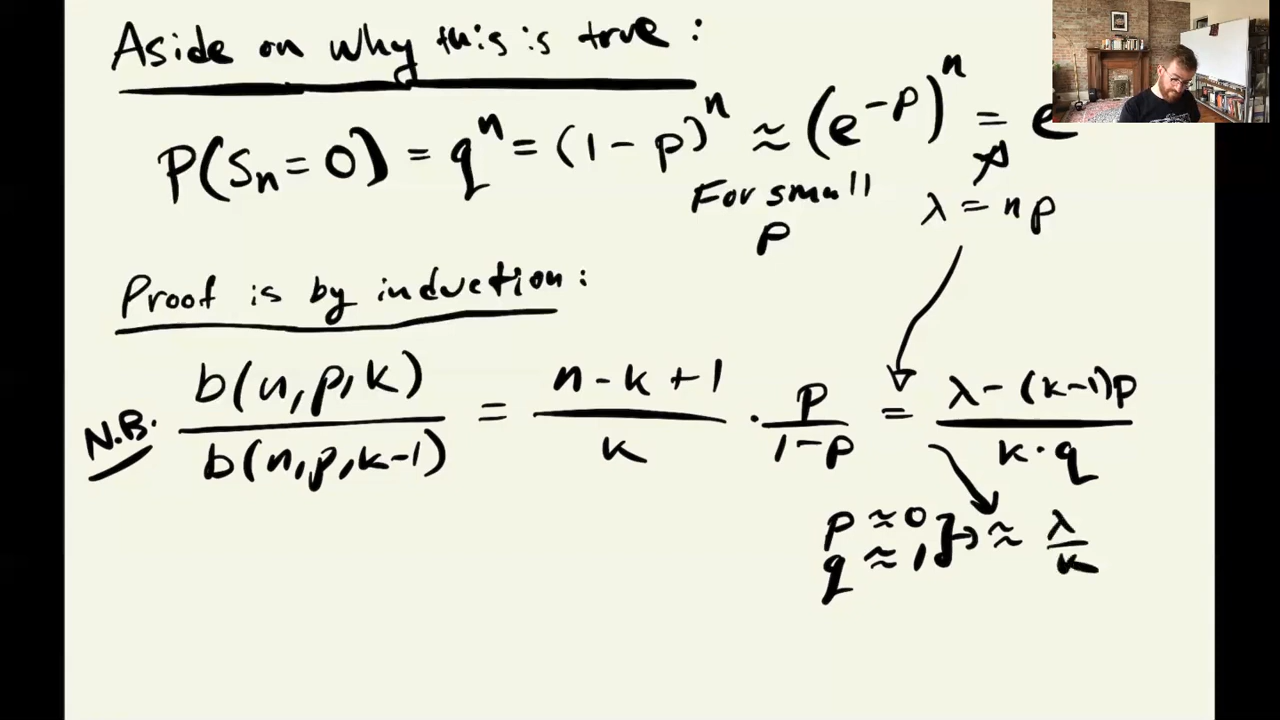 Aside on why this is true:
P(Sn = 0) = qⁿ = (1 - p)ⁿ ≈ (e^-p)ⁿ = e
For small p
λ = np
Proof is by induction:
N.B. b(n,p,k) / b(n,p,k-1) = (n-k+1)/k · p/(1-p) = (λ-(k-1)p)/(k·q)
p ≈ 0
q ≈ 1 } → ≈ λ/k